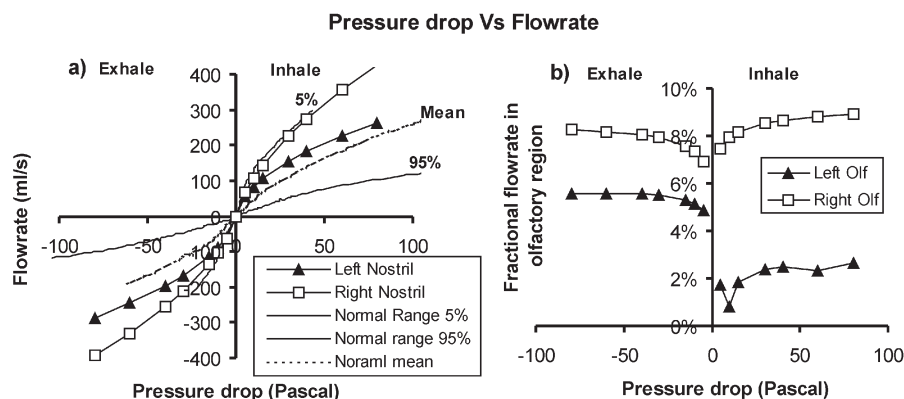 Pressure drop Vs Flowrate
a) Exhale Inhale
400
300
200
100
0
-100
-200
-300
-400
-100 -50 0 50 100
5%
Mean
95%
Flowrate (ml/s)
Pressure drop (Pascal)
Left Nostril
Right Nostril
Normal Range 5%
Normal range 95%
Noraml mean
b) Exhale Inhale
10%
8%
6%
4%
2%
0%
-100 -50 0 50 100
Fractional flowrate in
olfactory region
Pressure drop (Pascal)
Left Olf
Right Olf